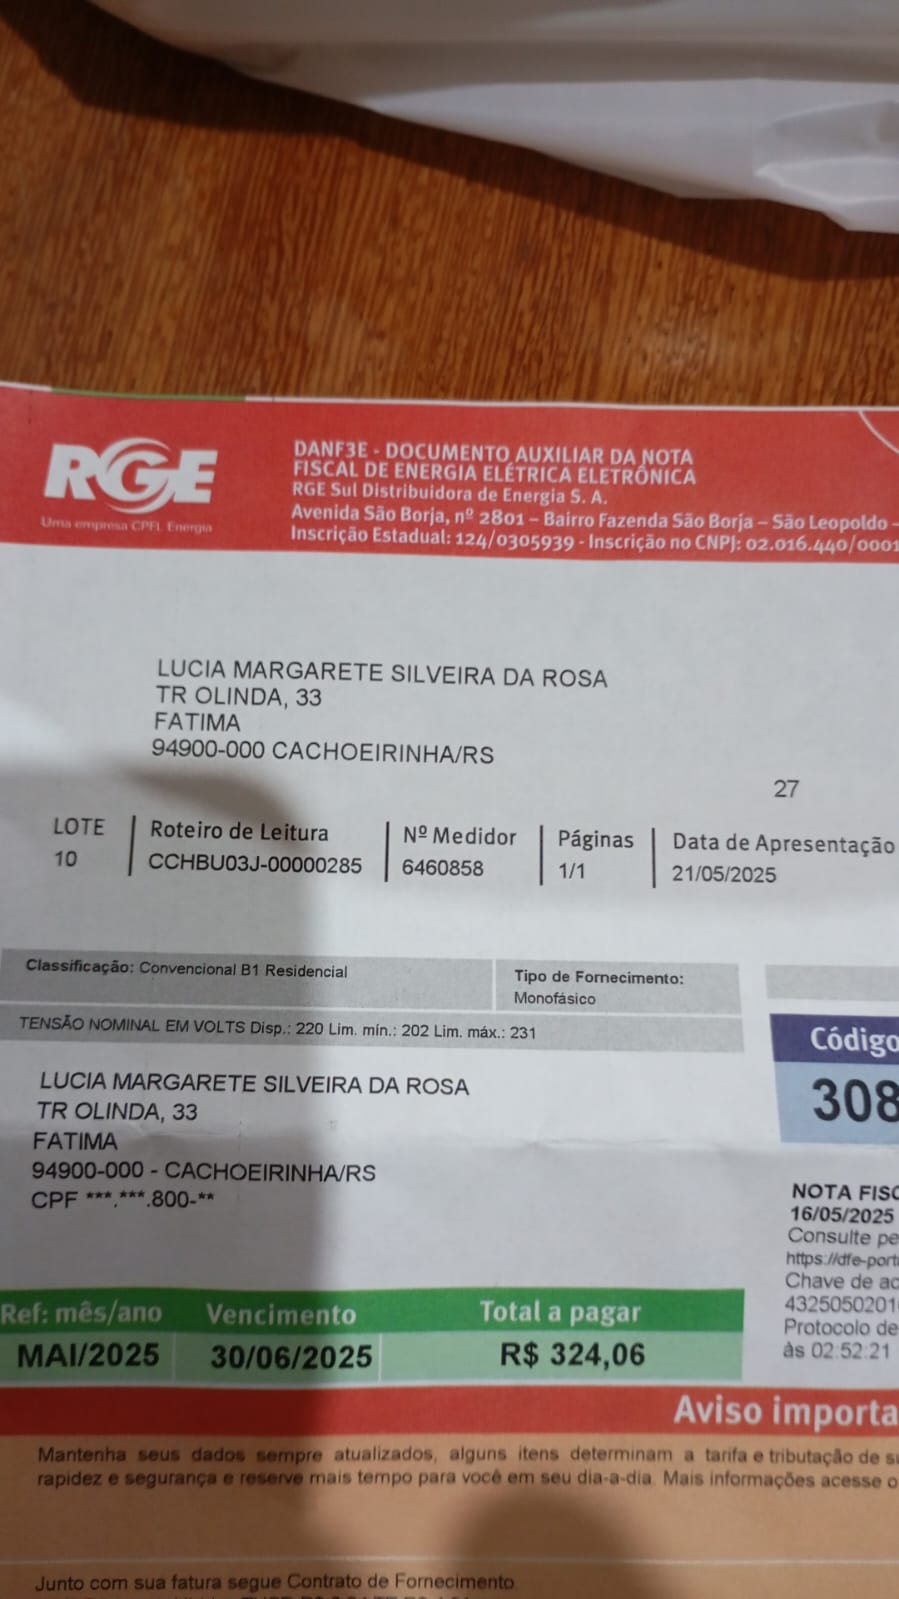 RGE
Uma empresa CPFL Energia
DANF3E - DOCUMENTO AUXILIAR DA NOTA
FISCAL DE ENERGIA ELÉTRICA ELETRÔNICA
RGE Sul Distribuidora de Energia S. A.
Avenida São Borja, nº 2801 – Bairro Fazenda São Borja – São Leopoldo -
Inscrição Estadual: 124/0305939 - Inscrição no CNPJ: 02.016.440/0001
LUCIA MARGARETE SILVEIRA DA ROSA
TR OLINDA, 33
FATIMA
94900-000 CACHOEIRINHA/RS
27
LOTE Roteiro de Leitura Nº Medidor Páginas Data de Apresentação
10 CCHBU03J-00000285 6460858 1/1 21/05/2025
Classificação: Convencional B1 Residencial
Tipo de Fornecimento:
Monofásico
TENSÃO NOMINAL EM VOLTS Disp.: 220 Lim. mín.: 202 Lim. máx.: 231
Código
308
LUCIA MARGARETE SILVEIRA DA ROSA
TR OLINDA, 33
FATIMA
94900-000 - CACHOEIRINHA/RS
CPF ***.***.800-**
NOTA FISC
16/05/2025
Consulte pe
https://dfe-port
Chave de ac
4325050201
Protocolo de
às 02:52:21
Ref: mês/ano Vencimento Total a pagar
MAI/2025 30/06/2025 R$ 324,06
Aviso importa
Mantenha seus dados sempre atualizados, alguns itens determinam a tarifa e tributação de su
rapidez e segurança e reserve mais tempo para você em seu dia-a-dia. Mais informações acesse o
Junto com sua fatura segue Contrato de Fornecimento